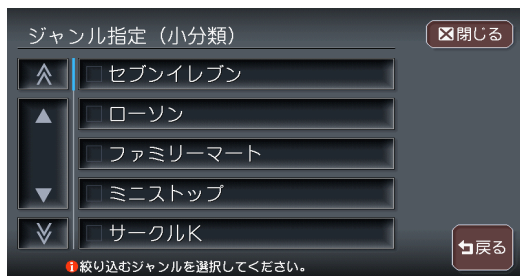 ジャンル指定（小分類）
閉じる
セブンイレブン
ローソン
ファミリーマート
ミニストップ
サークルK
戻る
絞り込むジャンルを選択してください。